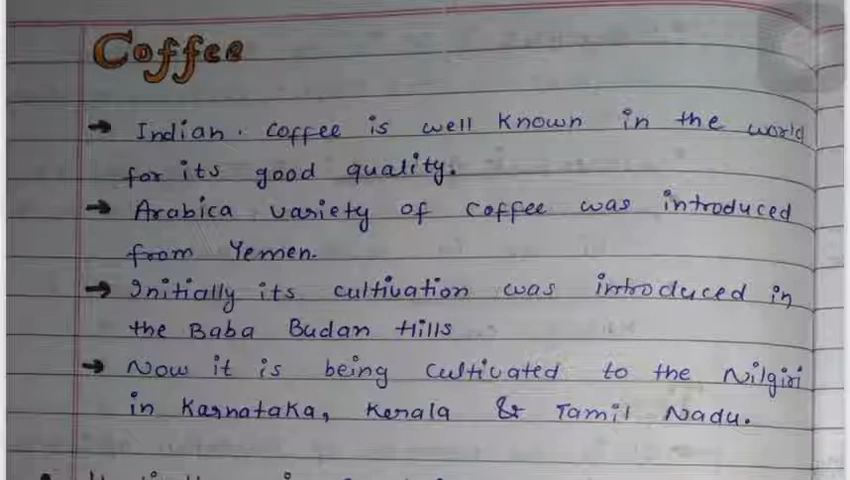 Coffee
→ Indian. coffee is well known in the world
for its good quality.
→ Arabica variety of coffee was introduced
from Yemen.
→ Initially its cultivation was introduced in
the Baba Budan Hills
→ Now it is being cultivated to the Nilgiri
in Karnataka, Kerala & Tamil Nadu.